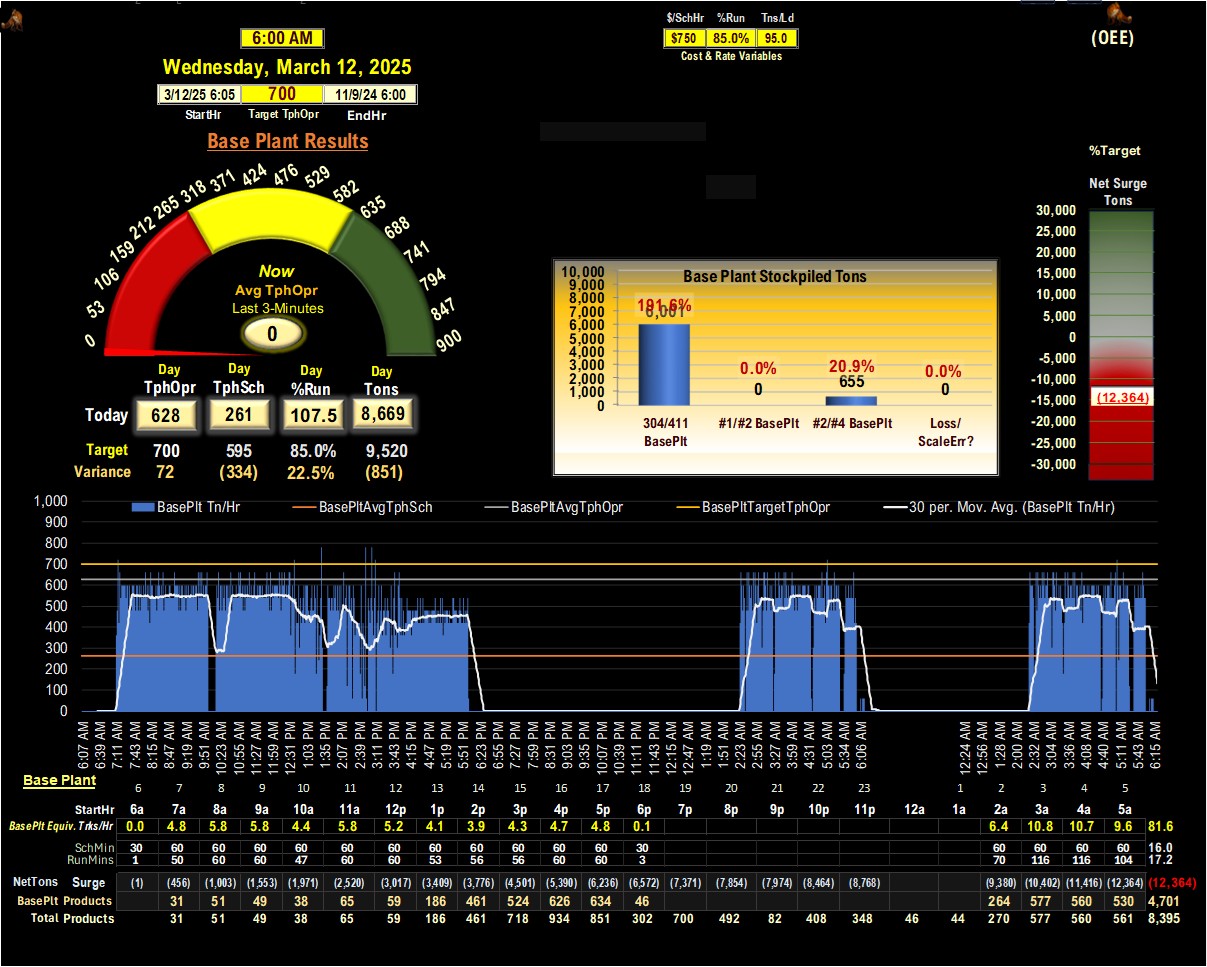 $/SchHr %Run Tns/Ld
6:00 AM
$750 85.0% 95.0
(OEE)
Cost & Rate Variables
Wednesday, March 12, 2025
3/12/25 6:05 700 11/9/24 6:00
StartHr Target TphOpr EndHr
Base Plant Results
%Target
Net Surge
Tons
0 53 106 159 212 265 318 371 424 476 529 582 635 688 741 794 847 900
Now
Avg TphOpr
Last 3-Minutes
0
Day Day Day Day
TphOpr TphSch %Run Tons
Today 628 261 107.5 8,669
Target 700 595 85.0% 9,520
Variance 72 (334) 22.5% (851)
Base Plant Stockpiled Tons
10,000
9,000
8,000
7,000
6,000
5,000
4,000
3,000
2,000
1,000
0
191.6% 0.0% 20.9% 0.0%
6,001 0 655 0
304/411 BasePlt
#1/#2 BasePlt
#2/#4 BasePlt
Loss/ ScaleErr?
30,000
25,000
20,000
15,000
10,000
5,000
0
-5,000
-10,000
(12,364)
-15,000
-20,000
-25,000
-30,000
BasePlt Tn/Hr BasePltAvgTphSch BasePltAvgTphOpr BasePltTargetTphOpr 30 per. Mov. Avg. (BasePlt Tn/Hr)
1,000
900
800
700
600
500
400
300
200
100
0
6:07 AM 6:39 AM 7:11 AM 7:43 AM 8:15 AM 8:47 AM 9:19 AM 9:51 AM 10:23 AM 10:55 AM 11:27 AM 11:59 AM 12:31 PM 1:03 PM 1:35 PM 2:07 PM 2:39 PM 3:11 PM 3:43 PM 4:15 PM 4:47 PM 5:19 PM 5:51 PM 6:23 PM 6:55 PM 7:27 PM 7:59 PM 8:31 PM 9:03 PM 9:35 PM 10:07 PM 10:39 PM 11:11 PM 11:43 PM 12:15 AM 12:47 AM 1:19 AM 1:51 AM 2:23 AM 2:55 AM 3:27 AM 3:59 AM 4:31 AM 5:03 AM 5:34 AM 6:06 AM 12:24 AM 12:56 AM 1:28 AM 2:00 AM 2:32 AM 3:04 AM 3:36 AM 4:08 AM 4:40 AM 5:11 AM 5:43 AM 6:15 AM
Base Plant
6 7 8 9 10 11 12 13 14 15 16 17 18 19 20 21 22 23 1 2 3 4 5
StartHr 6a 7a 8a 9a 10a 11a 12p 1p 2p 3p 4p 5p 6p 7p 8p 9p 10p 11p 12a 1a 2a 3a 4a 5a
BasePlt Equiv. Trks/Hr 0.0 4.8 5.8 5.8 4.4 5.8 5.2 4.1 3.9 4.3 4.7 4.8 0.1 6.4 10.8 10.7 9.6 81.6
SchMin 30 60 60 60 60 60 60 60 60 60 60 60 30 60 60 60 60 16.0
RunMins 1 50 60 60 47 60 60 53 56 56 60 60 3 70 116 116 104 17.2
NetTons Surge (1) (456) (1,003) (1,553) (1,971) (2,520) (3,017) (3,409) (3,776) (4,501) (5,390) (6,236) (6,572) (7,371) (7,854) (7,974) (8,464) (8,768) (9,380) (10,402) (11,416) (12,364) (12,364)
BasePlt Products 31 51 49 38 65 59 186 461 524 626 634 46 264 577 560 530 4,701
Total Products 31 51 49 38 65 59 186 461 718 934 851 302 700 492 82 408 348 46 44 270 577 560 561 8,395